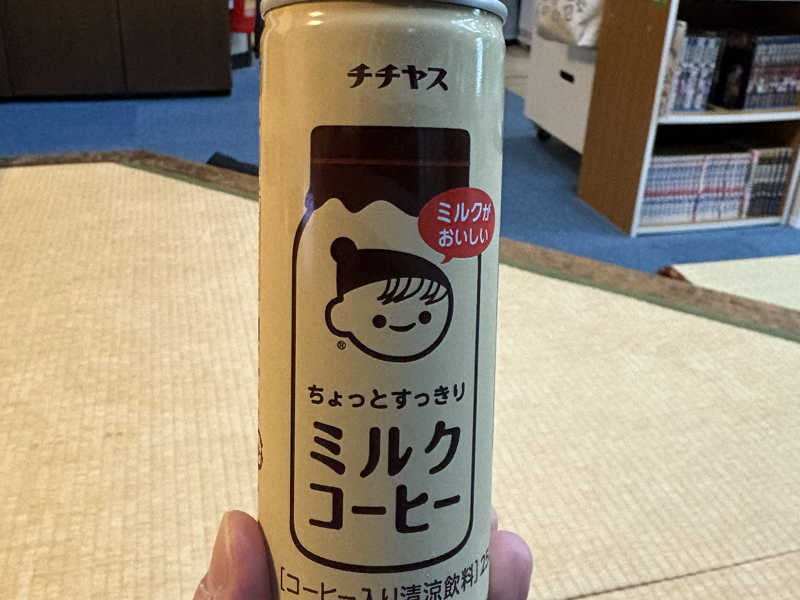 チチヤス
ミルクが
おいしい
®
ちょっとすっきり
ミルク
コーヒー
[コーヒー入り清涼飲料]